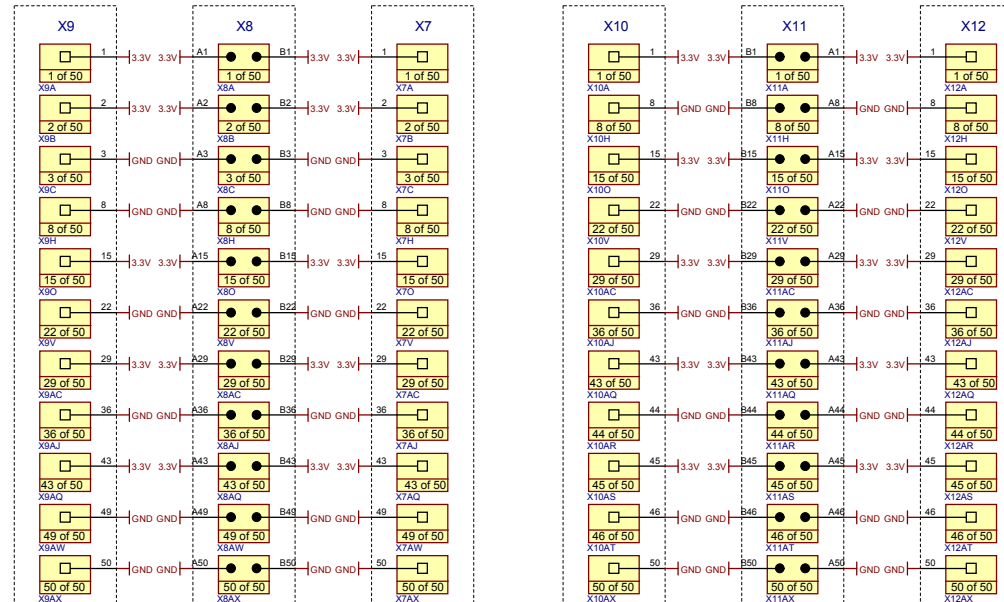 X9 X8 X7 X10 X11 X12
1 3.3V 3.3V A1 B1 3.3V 3.3V 1 1 3.3V 3.3V B1 A1 3.3V 3.3V 1
1 of 50 1 of 50 1 of 50 1 of 50 1 of 50 1 of 50
X9A X8A X7A X10A X11A X12A
2 3.3V 3.3V A2 B2 3.3V 3.3V 2 8 GND GND B8 A8 GND GND 8
2 of 50 2 of 50 2 of 50 8 of 50 8 of 50 8 of 50
X9B X8B X7B X10H X11H X12H
3 GND GND A3 B3 GND GND 3 15 3.3V 3.3V B15 A15 3.3V 3.3V 15
3 of 50 3 of 50 3 of 50 15 of 50 15 of 50 15 of 50
X9C X8C X7C X10O X11O X12O
8 GND GND A8 B8 GND GND 8 22 GND GND B22 A22 GND GND 22
8 of 50 8 of 50 8 of 50 22 of 50 22 of 50 22 of 50
X9H X8H X7H X10V X11V X12V
15 3.3V 3.3V A15 B15 3.3V 3.3V 15 29 3.3V 3.3V B29 A29 3.3V 3.3V 29
15 of 50 15 of 50 15 of 50 29 of 50 29 of 50 29 of 50
X9O X8O X7O X10AC X11AC X12AC
22 GND GND A22 B22 GND GND 22 36 GND GND B36 A36 GND GND 36
22 of 50 22 of 50 22 of 50 36 of 50 36 of 50 36 of 50
X9V X8V X7V X10AJ X11AJ X12AJ
29 3.3V 3.3V A29 B29 3.3V 3.3V 29 43 3.3V 3.3V B43 A43 3.3V 3.3V 43
29 of 50 29 of 50 29 of 50 43 of 50 43 of 50 43 of 50
X9AC X8AC X7AC X10AQ X11AQ X12AQ
36 GND GND A36 B36 GND GND 36 44 GND GND B44 A44 GND GND 44
36 of 50 36 of 50 36 of 50 44 of 50 44 of 50 44 of 50
X9AJ X8AJ X7AJ X10AR X11AR X12AR
43 3.3V 3.3V A43 B43 3.3V 3.3V 43 45 3.3V 3.3V B45 A45 3.3V 3.3V 45
43 of 50 43 of 50 43 of 50 45 of 50 45 of 50 45 of 50
X9AQ X8AQ X7AQ X10AS X11AS X12AS
49 GND GND A49 B49 GND GND 49 46 GND GND B46 A46 GND GND 46
49 of 50 49 of 50 49 of 50 46 of 50 46 of 50 46 of 50
X9AW X8AW X7AW X10AT X11AT X12AT
50 GND GND A50 B50 GND GND 50 50 GND GND B50 A50 GND GND 50
50 of 50 50 of 50 50 of 50 50 of 50 50 of 50 50 of 50
X9AX X8AX X7AX X10AX X11AX X12AX